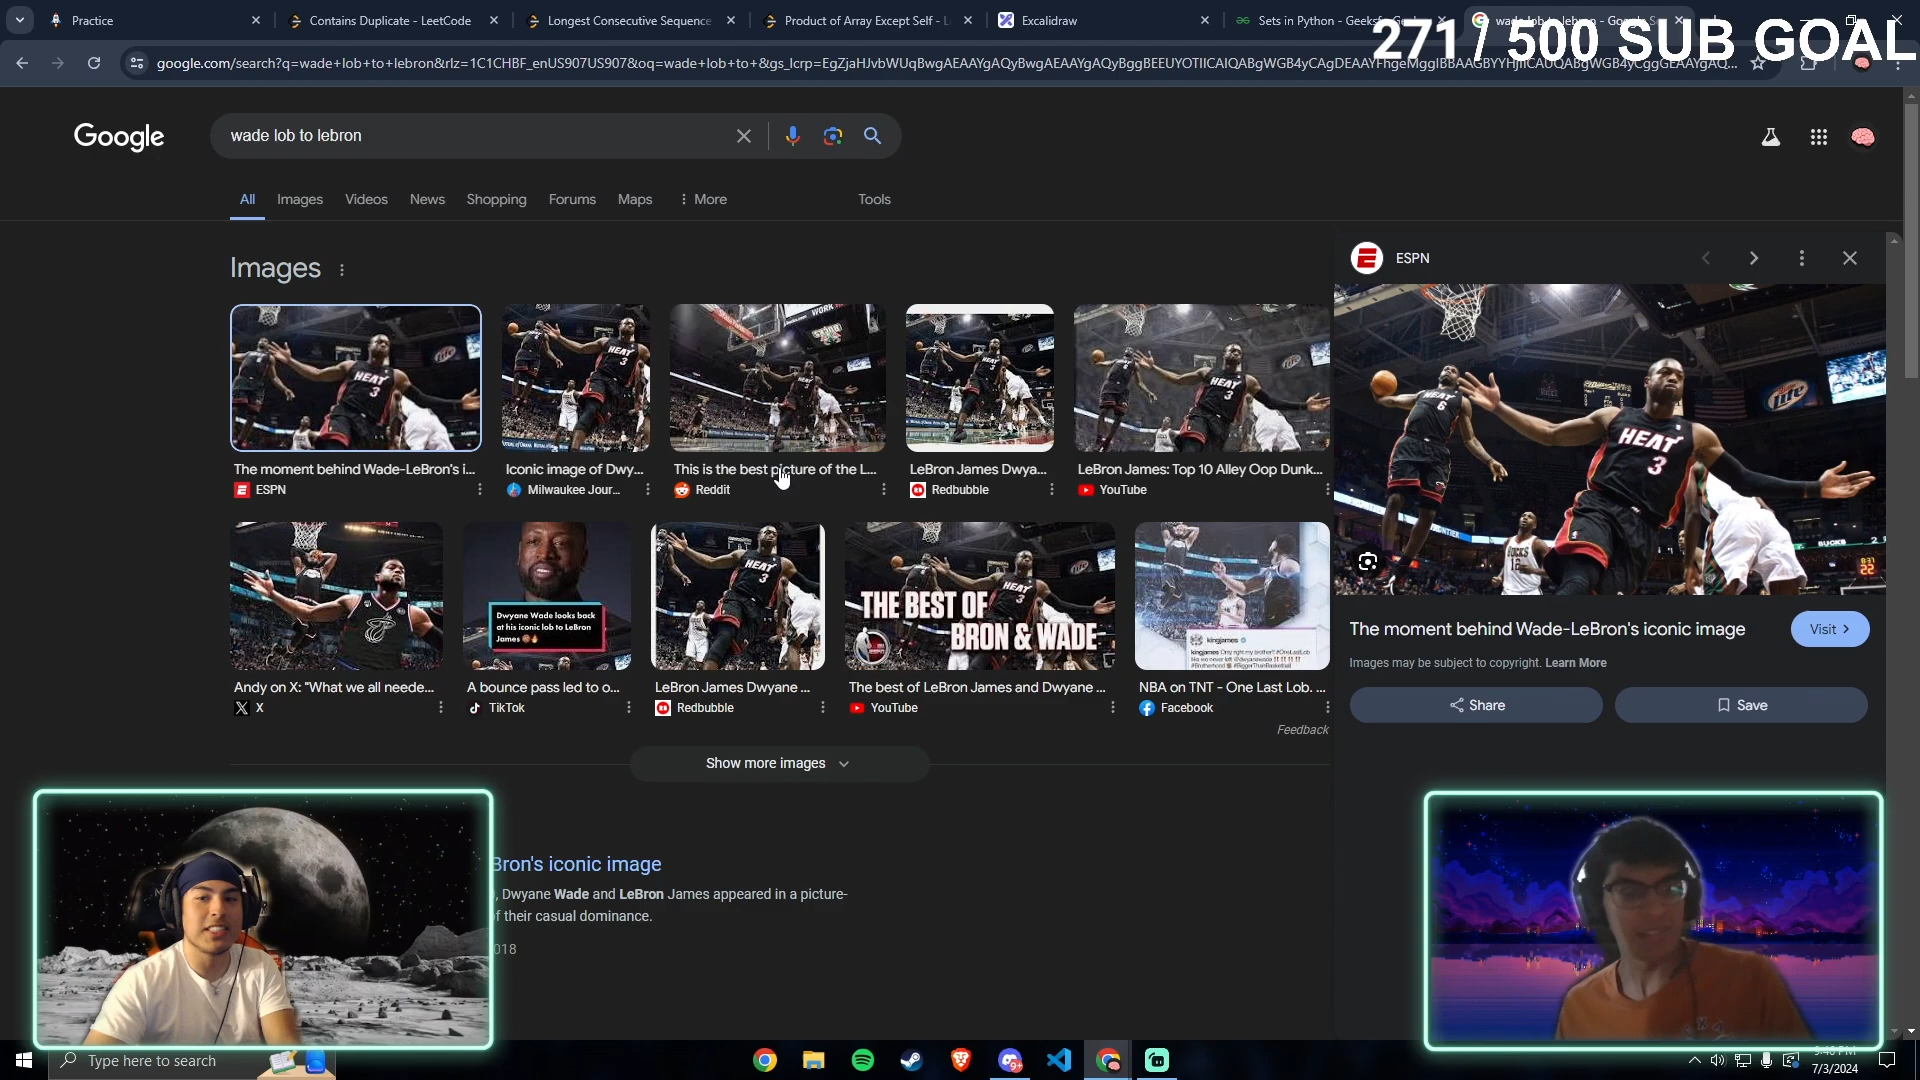 Practice
Contains Duplicate - LeetCode
Longest Consecutive Sequence
Product of Array Except Self - L
Excalidraw
Sets in Python - Geeksf
wade lob to lebron - Google Se
271 / 500 SUB GOAL
Google
wade lob to lebron
All
Images
Videos
News
Shopping
Forums
Maps
More
Tools
Images
ESPN
HEAT
3
The moment behind Wade-LeBron's i...
ESPN
Iconic image of Dwy...
Milwaukee Jour...
This is the best picture of the L...
Reddit
LeBron James Dwya...
Redbubble
LeBron James: Top 10 Alley Oop Dunk...
YouTube
HEAT
3
6
BUCKS
12
Dwyane Wade looks back
at his iconic lob to LeBron
James
THE BEST OF
BRON & WADE
kingjames
Andy on X: "What we all neede...
X
A bounce pass led to o...
TikTok
LeBron James Dwyane ...
Redbubble
The best of LeBron James and Dwyane ...
YouTube
NBA on TNT - One Last Lob. ...
Facebook
Feedback
Show more images
The moment behind Wade-LeBron's iconic image
Visit
Images may be subject to copyright. Learn More
Share
Save
Bron's iconic image
, Dwyane Wade and LeBron James appeared in a picture-
of their casual dominance.
018
Type here to search
7/3/2024